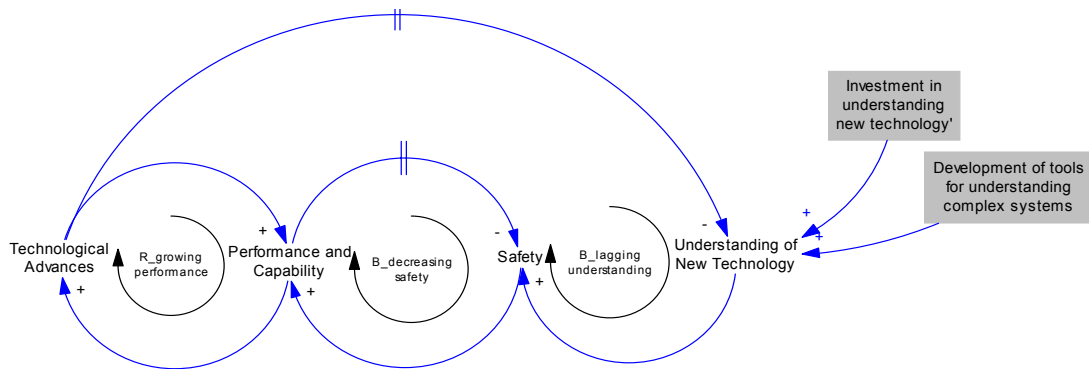 Investment in
understanding
new technology'
Development of tools
for understanding
complex systems
+
+
-
Technological
Advances
+
R_growing
performance
+
Performance and
Capability
+
B_decreasing
safety
-
Safety
+
B_lagging
understanding
Understanding of
New Technology